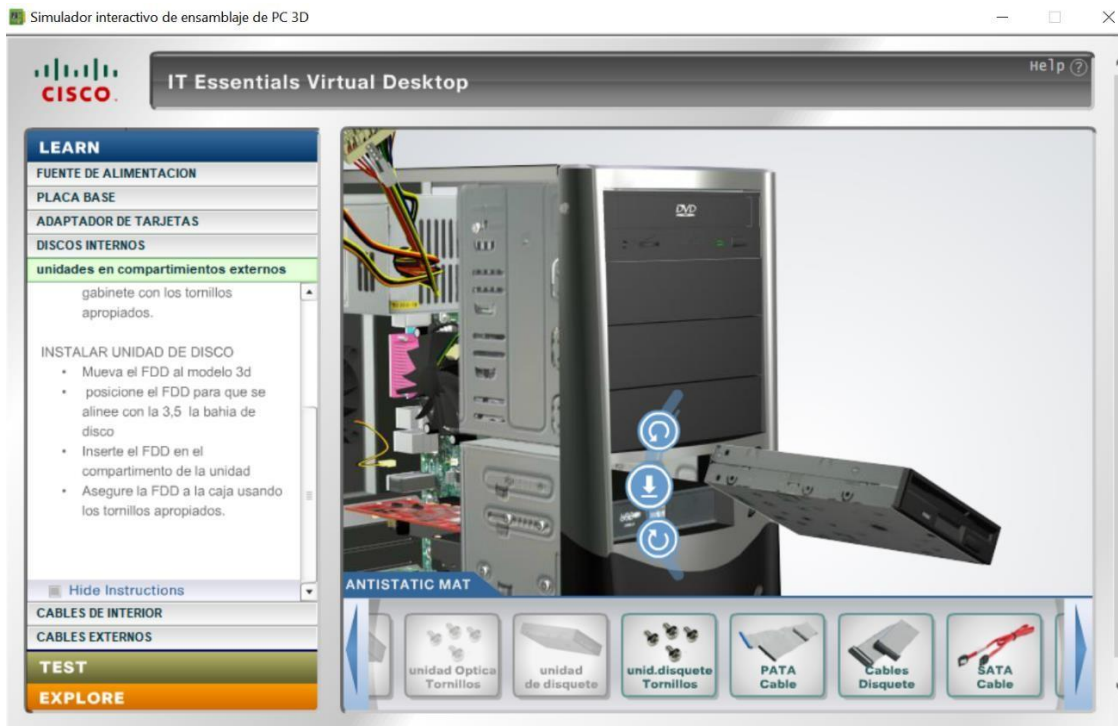 Simulador interactivo de ensamblaje de PC 3D
CISCO
IT Essentials Virtual Desktop
Help ?
LEARN
FUENTE DE ALIMENTACION
PLACA BASE
ADAPTADOR DE TARJETAS
DISCOS INTERNOS
unidades en compartimientos externos
gabinete con los tornillos
apropiados.
INSTALAR UNIDAD DE DISCO
• Mueva el FDD al modelo 3d
• posicione el FDD para que se
alinee con la 3,5 la bahia de
disco
• Inserte el FDD en el
compartimento de la unidad
• Asegure la FDD a la caja usando
los tornillos apropiados.
Hide Instructions
CABLES DE INTERIOR
CABLES EXTERNOS
TEST
EXPLORE
DVD
ANTISTATIC MAT
unidad Optica
Tornillos
unidad
de disquete
unid.disquete
Tornillos
PATA
Cable
Cables
Disquete
SATA
Cable